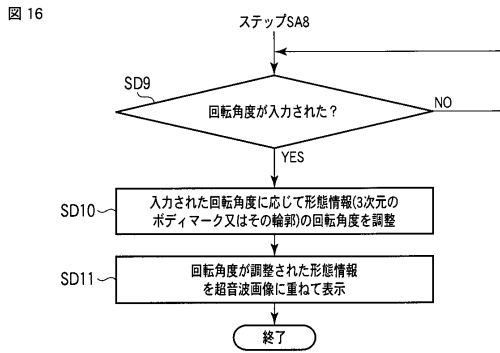 図 16
ステップSA8
SD9
回転角度が入力された?
NO
YES
SD10
入力された回転角度に応じて形態情報(3次元の
ボディマーク又はその輪郭)の回転角度を調整
SD11
回転角度が調整された形態情報
を超音波画像に重ねて表示
終了